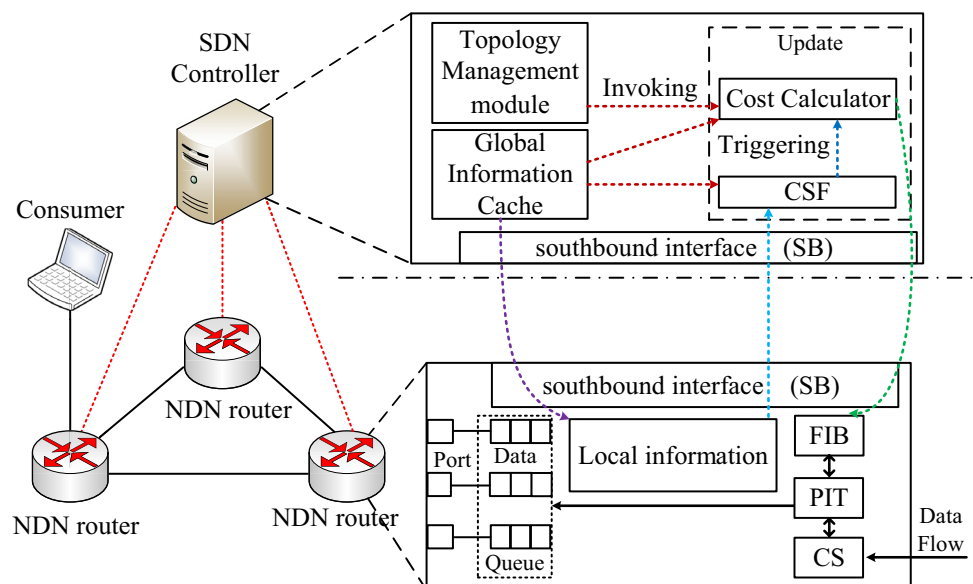 SDN
Controller
Consumer
NDN router
NDN router
NDN router
Topology
Management
module
Global
Information
Cache
Invoking
Update
Cost Calculator
Triggering
CSF
southbound interface (SB)
southbound interface (SB)
Port
Data
Queue
Local information
FIB
PIT
CS
Data
Flow